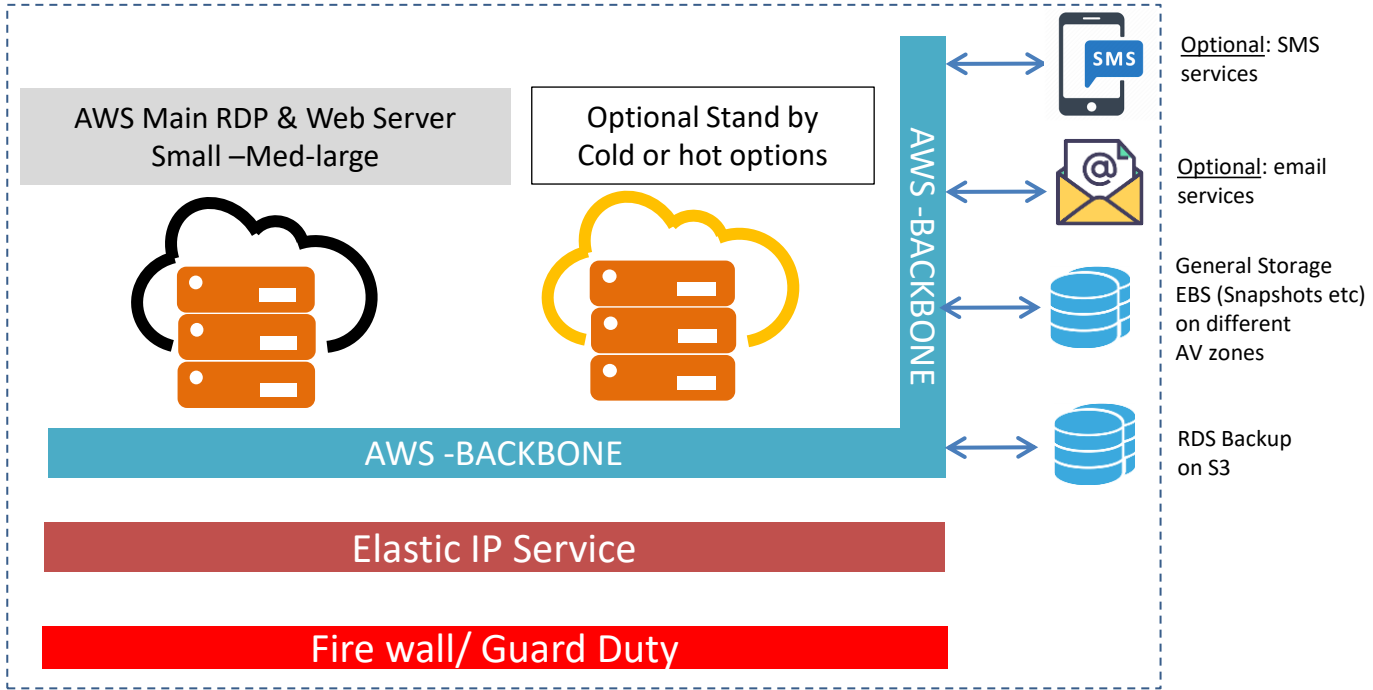 AWS Main RDP & Web Server
Small –Med-large
Optional Stand by
Cold or hot options
AWS -BACKBONE
SMS
Optional: SMS
services
@
Optional: email
services
General Storage
EBS (Snapshots etc)
on different
AV zones
RDS Backup
on S3
AWS -BACKBONE
Elastic IP Service
Fire wall/ Guard Duty